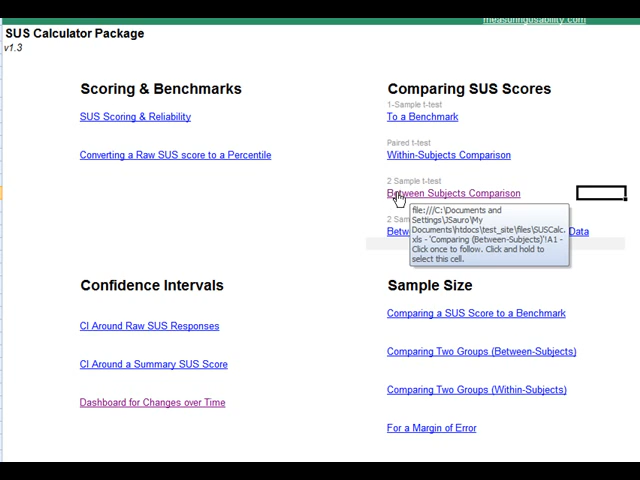 measuringusability.com
SUS Calculator Package
v1.3
Scoring & Benchmarks
SUS Scoring & Reliability
Converting a Raw SUS score to a Percentile
Comparing SUS Scores
1-Sample t-test
To a Benchmark
Paired t-test
Within-Subjects Comparison
2 Sample t-test
Between Subjects Comparison
2 Sa
Betw
Data
file:///C:\Documents and
Settings\JSauro\My
Documents\htdocs\test_site\files\SUSCalc.
xls - 'Comparing (Between-Subjects)'!A1 -
Click once to follow. Click and hold to
select this cell.
Confidence Intervals
CI Around Raw SUS Responses
CI Around a Summary SUS Score
Dashboard for Changes over Time
Sample Size
Comparing a SUS Score to a Benchmark
Comparing Two Groups (Between-Subjects)
Comparing Two Groups (Within-Subjects)
For a Margin of Error